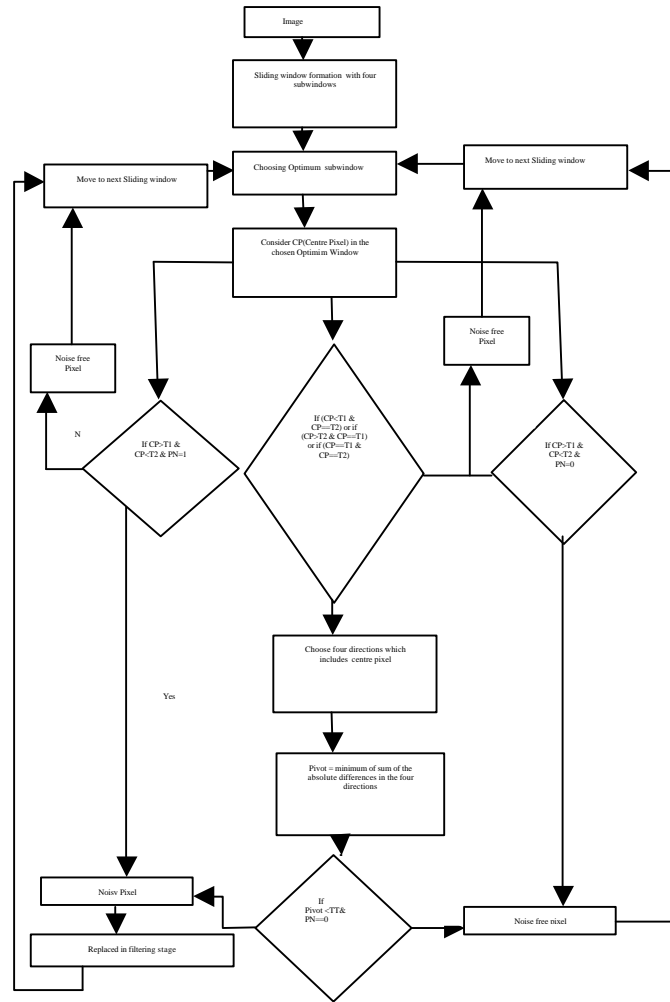 Image
Sliding window formation with four
subwindows
Move to next Sliding window
Choosing Optimum subwindow
Move to next Sliding window
Consider CP(Centre Pixel) in the
chosen Optimim Window
Noise free
Pixel
Noise free
Pixel
N
If CP>T1 &
CP<T2 & PN=1
If (CP<T1 &
CP==T2) or if
(CP>T2 & CP==T1)
or if (CP==T1 &
CP==T2)
If CP>T1 &
CP<T2 &
PN=0
Choose four directions which
includes centre pixel
Yes
Pivot = minimum of sum of the
absolute differences in the four
directions
Noisy Pixel
If
Pivot <TT&
PN==0
Noise free pixel
Replaced in filtering stage